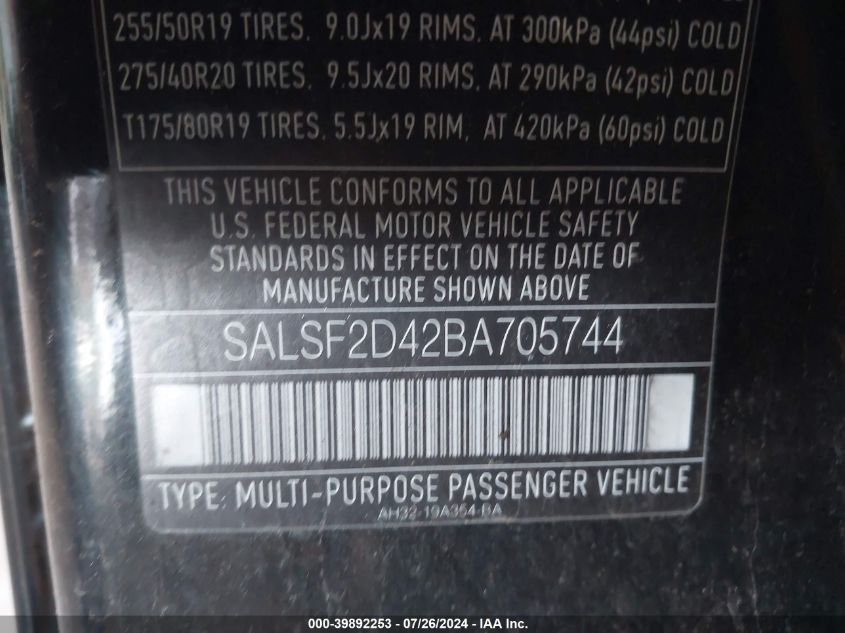 255/50R19 TIRES, 9.0Jx19 RIMS, AT 300kPa (44psi) COLD
275/40R20 TIRES, 9.5Jx20 RIMS, AT 290kPa (42psi) COLD
T175/80R19 TIRES, 5.5Jx19 RIM, AT 420kPa (60psi) COLD
THIS VEHICLE CONFORMS TO ALL APPLICABLE
U.S. FEDERAL MOTOR VEHICLE SAFETY
STANDARDS IN EFFECT ON THE DATE OF
MANUFACTURE SHOWN ABOVE
SALSF2D42BA705744
TYPE: MULTI-PURPOSE PASSENGER VEHICLE
AH32-19A354-BA
000-39892253 / 07/26/2024 - IAA Inc.